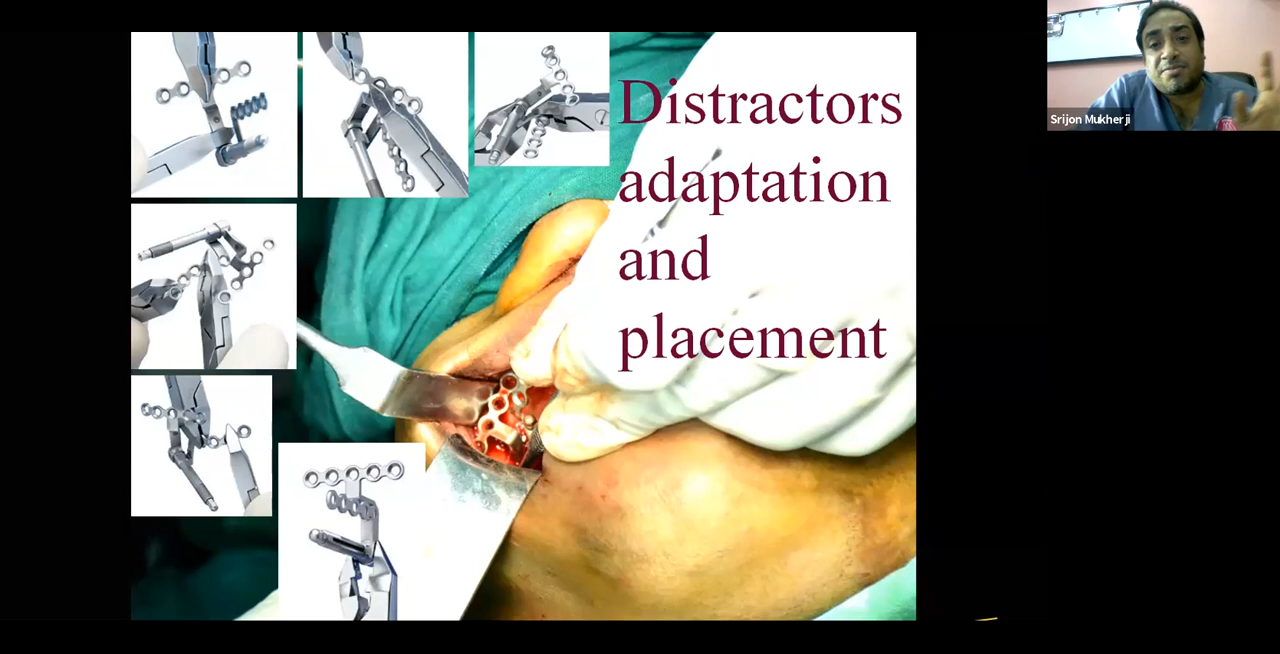 Distractors
adaptation
and
placement
Srijon Mukherji